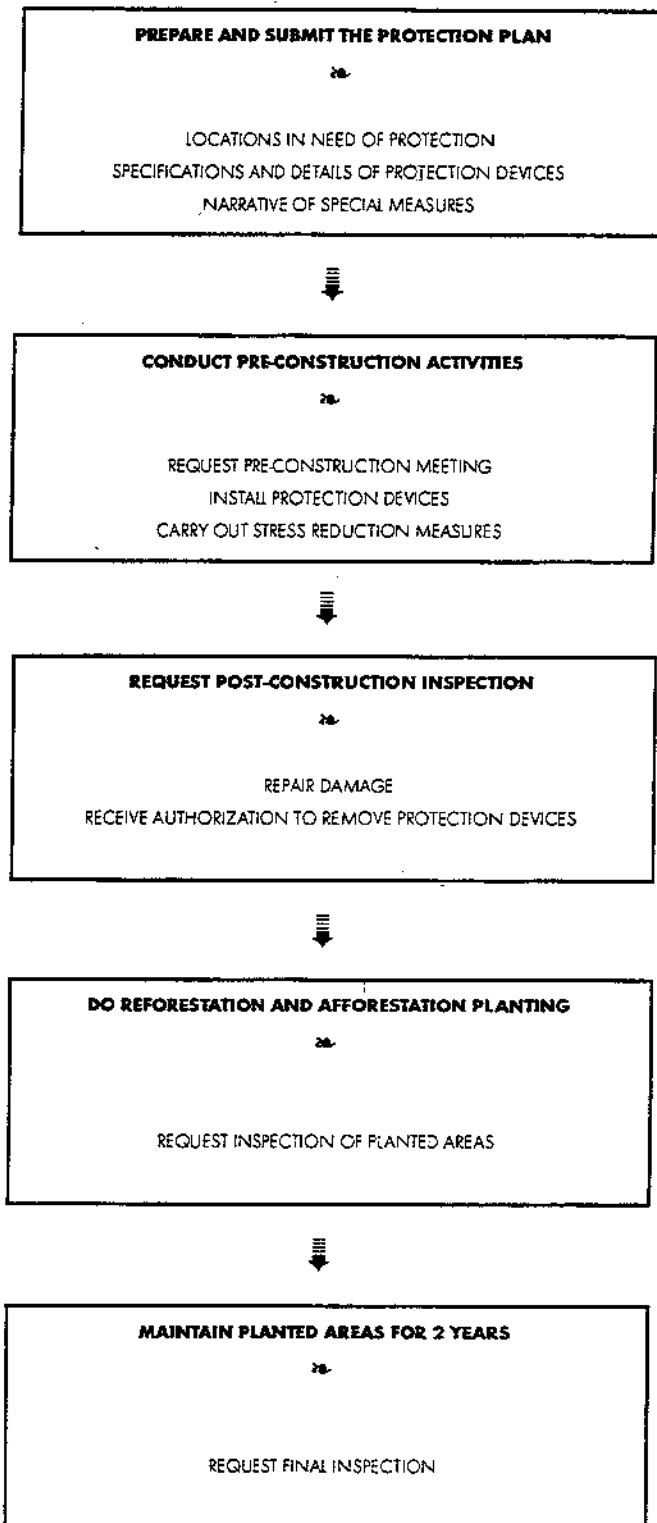 PREPARE AND SUBMIT THE PROTECTION PLAN
LOCATIONS IN NEED OF PROTECTION
SPECIFICATIONS AND DETAILS OF PROTECTION DEVICES
NARRATIVE OF SPECIAL MEASURES
CONDUCT PRE-CONSTRUCTION ACTIVITIES
REQUEST PRE-CONSTRUCTION MEETING
INSTALL PROTECTION DEVICES
CARRY OUT STRESS REDUCTION MEASURES
REQUEST POST-CONSTRUCTION INSPECTION
REPAIR DAMAGE
RECEIVE AUTHORIZATION TO REMOVE PROTECTION DEVICES
DO REFORESTATION AND AFFORESTATION PLANTING
REQUEST INSPECTION OF PLANTED AREAS
MAINTAIN PLANTED AREAS FOR 2 YEARS
REQUEST FINAL INSPECTION